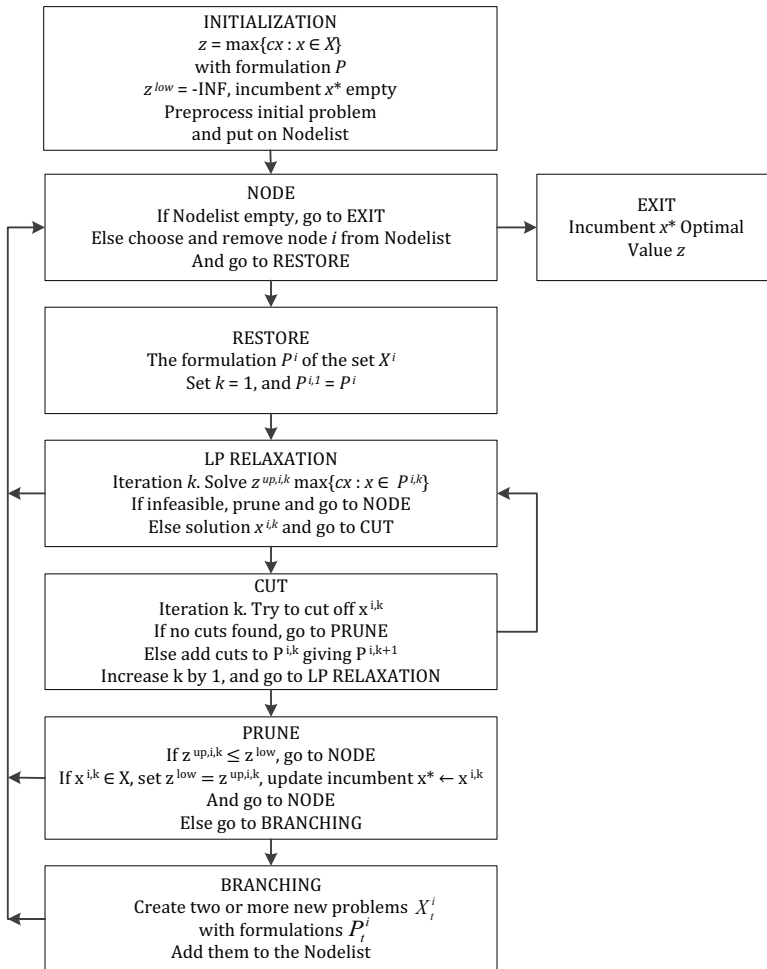 INITIALIZATION
z = max{cx : x ∈ X}
with formulation P
z^low = -INF, incumbent x* empty
Preprocess initial problem
and put on Nodelist
NODE
If Nodelist empty, go to EXIT
Else choose and remove node i from Nodelist
And go to RESTORE
EXIT
Incumbent x* Optimal
Value z
RESTORE
The formulation P^i of the set X^i
Set k = 1, and P^i,1 = P^i
LP RELAXATION
Iteration k. Solve z^up,i,k max{cx : x ∈ P^i,k}
If infeasible, prune and go to NODE
Else solution x^i,k and go to CUT
CUT
Iteration k. Try to cut off x^i,k
If no cuts found, go to PRUNE
Else add cuts to P^i,k giving P^i,k+1
Increase k by 1, and go to LP RELAXATION
PRUNE
If z^up,i,k ≤ z^low, go to NODE
If x^i,k ∈ X, set z^low = z^up,i,k, update incumbent x* ← x^i,k
And go to NODE
Else go to BRANCHING
BRANCHING
Create two or more new problems X_t^i
with formulations P_t^i
Add them to the Nodelist